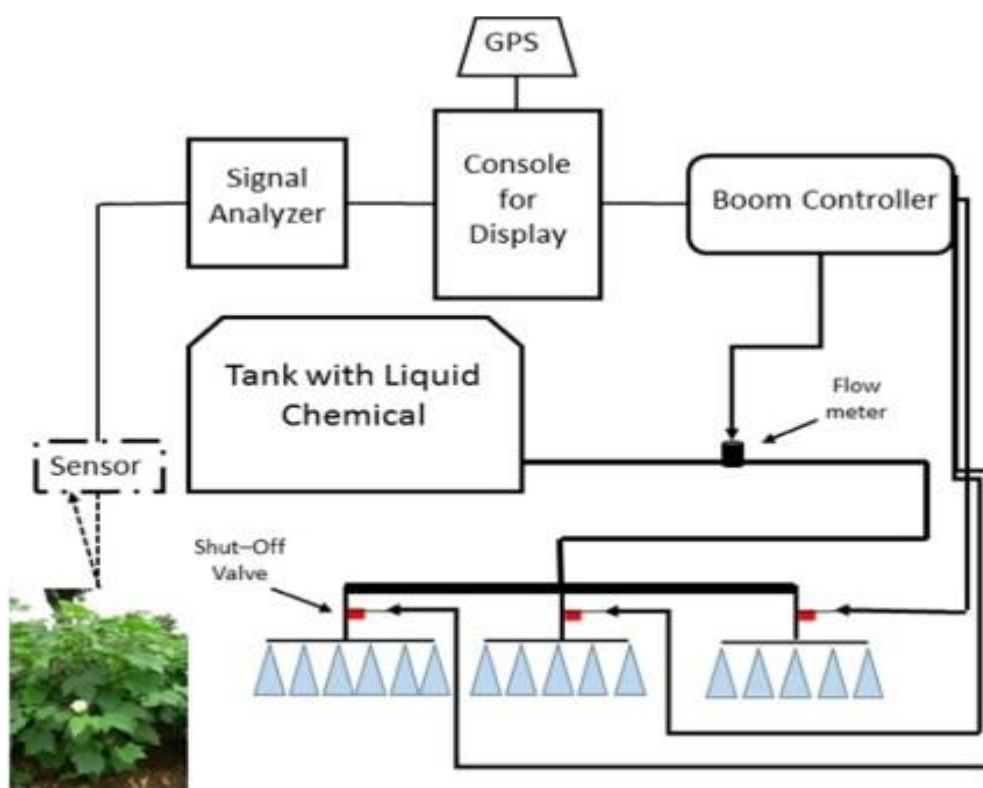 GPS
Signal
Analyzer
Console
for
Display
Boom Controller
Tank with Liquid
Chemical
Flow
meter
Sensor
Shut–Off
Valve